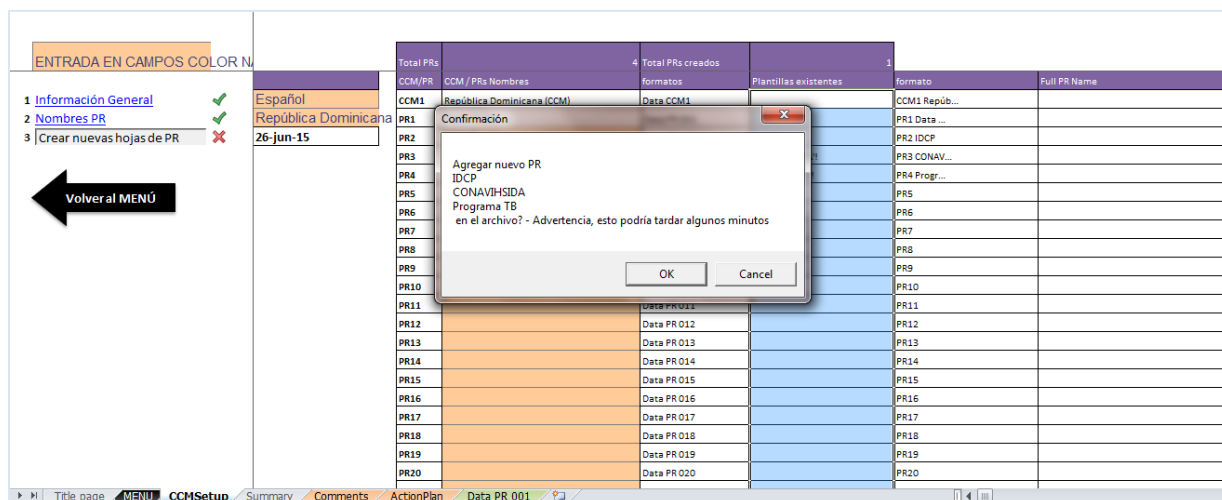 ENTRADA EN CAMPOS COLOR NA
Total PRs 4 Total PRs creados 1
CCM/PR CCM / PRs Nombres formatos Plantillas existentes formato Full PR Name
1 Información General Español CCM1 República Dominicana (CCM) Data CCM1 CCM1 Repúb...
2 Nombres PR República Dominicana PR1 PR1 Data ...
3 Crear nuevas hojas de PR 26-jun-15 PR2 PR2 IDCP
PR3 PR3 CONAV...
PR4 PR4 Progr...
Volver al MENÚ
PR5 PR5
PR6 PR6
PR7 PR7
PR8 PR8
PR9 PR9
PR10 PR10
Confirmación
Agregar nuevo PR
IDCP
CONAVIHSIDA
Programa TB
en el archivo? - Advertencia, esto podría tardar algunos minutos
OK Cancel
PR11 Data PR 011 PR11
PR12 Data PR 012 PR12
PR13 Data PR 013 PR13
PR14 Data PR 014 PR14
PR15 Data PR 015 PR15
PR16 Data PR 016 PR16
PR17 Data PR 017 PR17
PR18 Data PR 018 PR18
PR19 Data PR 019 PR19
PR20 Data PR 020 PR20
Title page MENU CCMSetup Summary Comments ActionPlan Data PR 001